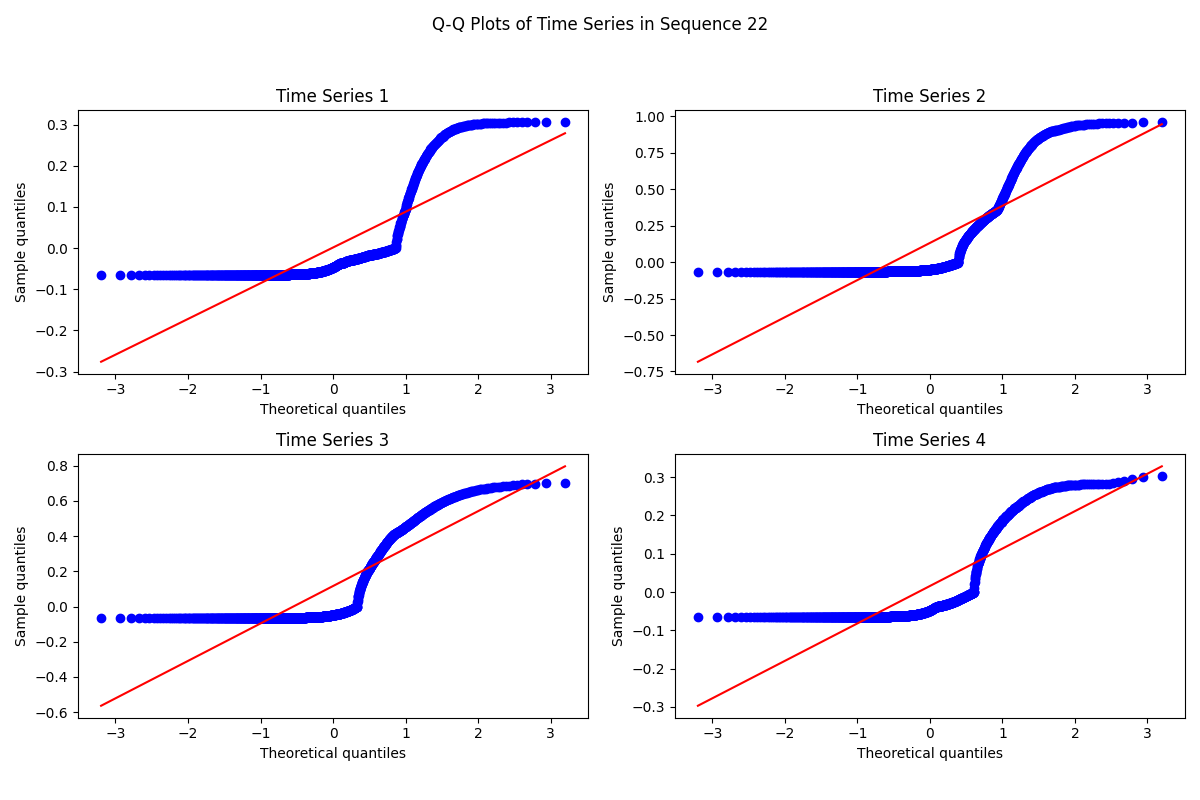 Q-Q Plots of Time Series in Sequence 22
Time Series 1
0.3
0.2
0.1
0.0
−0.1
−0.2
−0.3
Sample quantiles
−3 −2 −1 0 1 2 3
Theoretical quantiles
Time Series 2
1.00
0.75
0.50
0.25
0.00
−0.25
−0.50
−0.75
Sample quantiles
−3 −2 −1 0 1 2 3
Theoretical quantiles
Time Series 3
0.8
0.6
0.4
0.2
0.0
−0.2
−0.4
−0.6
Sample quantiles
−3 −2 −1 0 1 2 3
Theoretical quantiles
Time Series 4
0.3
0.2
0.1
0.0
−0.1
−0.2
−0.3
Sample quantiles
−3 −2 −1 0 1 2 3
Theoretical quantiles